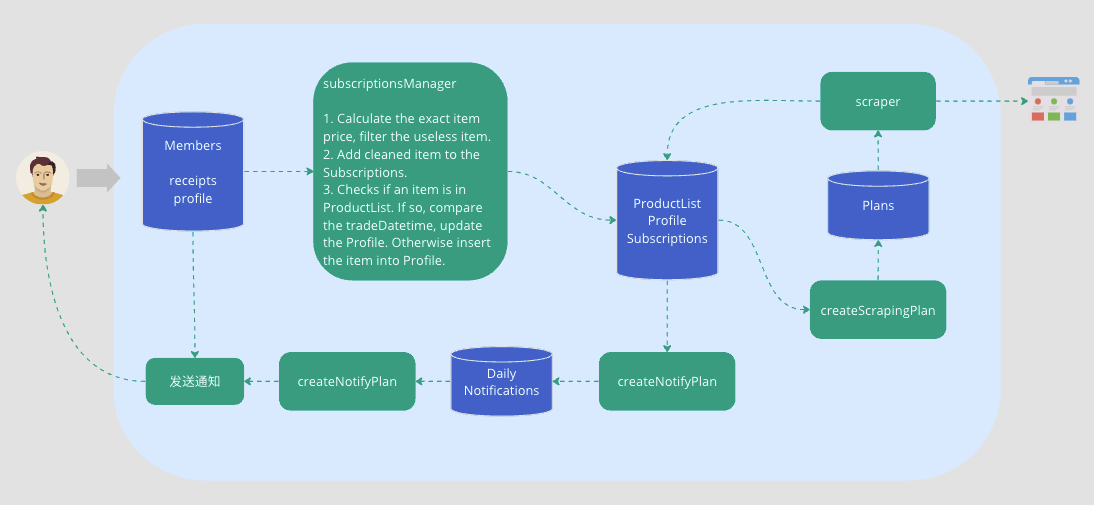 subscriptionsManager
1. Calculate the exact item
price, filter the useless item.
2. Add cleaned item to the
Subscriptions.
3. Checks if an item is in
ProductList. If so, compare
the tradeDatetime, update
the Profile. Otherwise insert
the item into Profile.
Members
receipts
profile
scraper
ProductList
Profile
Subscriptions
Plans
createScrapingPlan
发送通知
createNotifyPlan
Daily
Notifications
createNotifyPlan